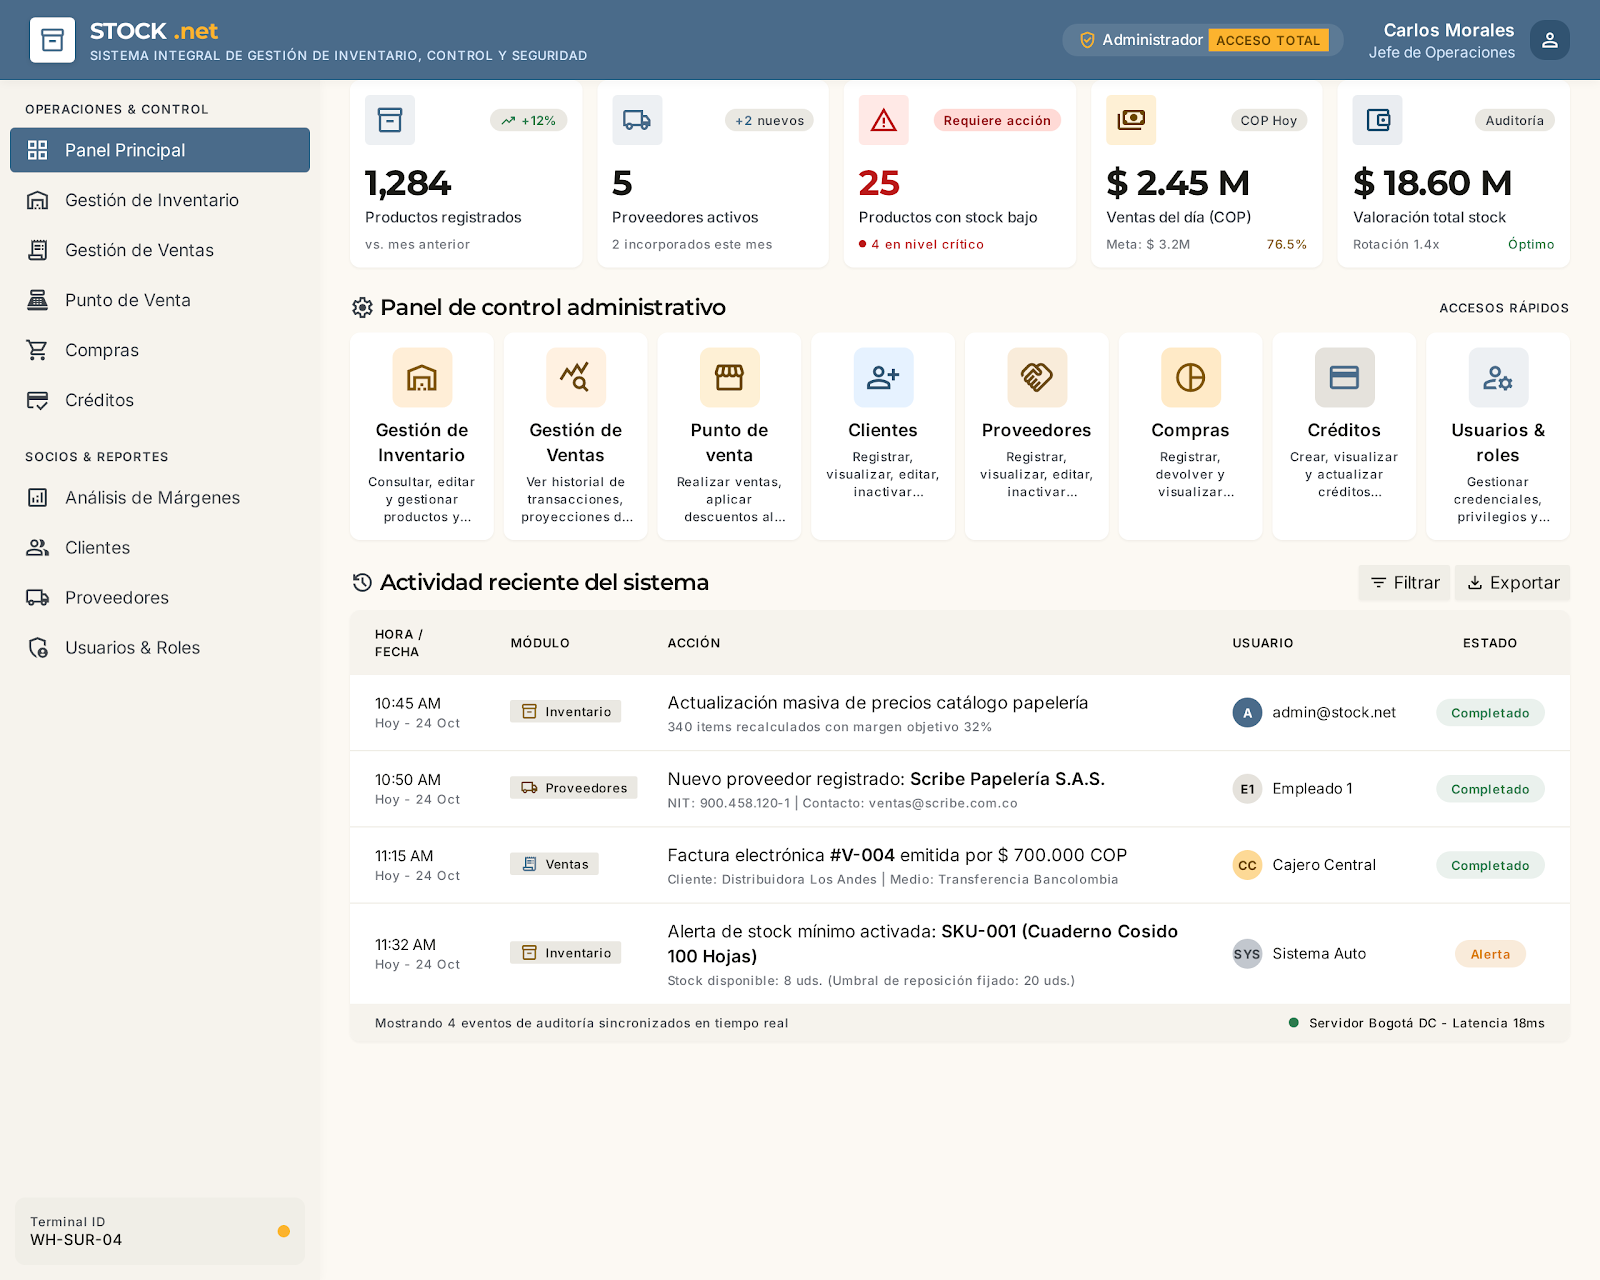 STOCK .net
SISTEMA INTEGRAL DE GESTIÓN DE INVENTARIO, CONTROL Y SEGURIDAD
Administrador ACCESO TOTAL
Carlos Morales
Jefe de Operaciones
OPERACIONES & CONTROL
Panel Principal
Gestión de Inventario
Gestión de Ventas
Punto de Venta
Compras
Créditos
SOCIOS & REPORTES
Análisis de Márgenes
Clientes
Proveedores
Usuarios & Roles
Terminal ID
WH-SUR-04
+12%
1,284
Productos registrados
vs. mes anterior
+2 nuevos
5
Proveedores activos
2 incorporados este mes
Requiere acción
25
Productos con stock bajo
4 en nivel crítico
COP Hoy
$ 2.45 M
Ventas del día (COP)
Meta: $ 3.2M 76.5%
Auditoría
$ 18.60 M
Valoración total stock
Rotación 1.4x Óptimo
Panel de control administrativo
ACCESOS RÁPIDOS
Gestión de
Inventario
Consultar, editar
y gestionar
productos y...
Gestión de
Ventas
Ver historial de
transacciones,
proyecciones d...
Punto de
venta
Realizar ventas,
aplicar
descuentos al...
Clientes
Registrar,
visualizar, editar,
inactivar...
Proveedores
Registrar,
visualizar, editar,
inactivar...
Compras
Registrar,
devolver y
visualizar...
Créditos
Crear, visualizar
y actualizar
créditos...
Usuarios &
roles
Gestionar
credenciales,
privilegios y...
Actividad reciente del sistema
Filtrar
Exportar
HORA /
FECHA
MÓDULO
ACCIÓN
USUARIO
ESTADO
10:45 AM
Hoy - 24 Oct
Inventario
Actualización masiva de precios catálogo papelería
340 items recalculados con margen objetivo 32%
A admin@stock.net
Completado
10:50 AM
Hoy - 24 Oct
Proveedores
Nuevo proveedor registrado: Scribe Papelería S.A.S.
NIT: 900.458.120-1 | Contacto: ventas@scribe.com.co
E1 Empleado 1
Completado
11:15 AM
Hoy - 24 Oct
Ventas
Factura electrónica #V-004 emitida por $ 700.000 COP
Cliente: Distribuidora Los Andes | Medio: Transferencia Bancolombia
CC Cajero Central
Completado
11:32 AM
Hoy - 24 Oct
Inventario
Alerta de stock mínimo activada: SKU-001 (Cuaderno Cosido
100 Hojas)
Stock disponible: 8 uds. (Umbral de reposición fijado: 20 uds.)
SYS Sistema Auto
Alerta
Mostrando 4 eventos de auditoría sincronizados en tiempo real
Servidor Bogotá DC - Latencia 18ms